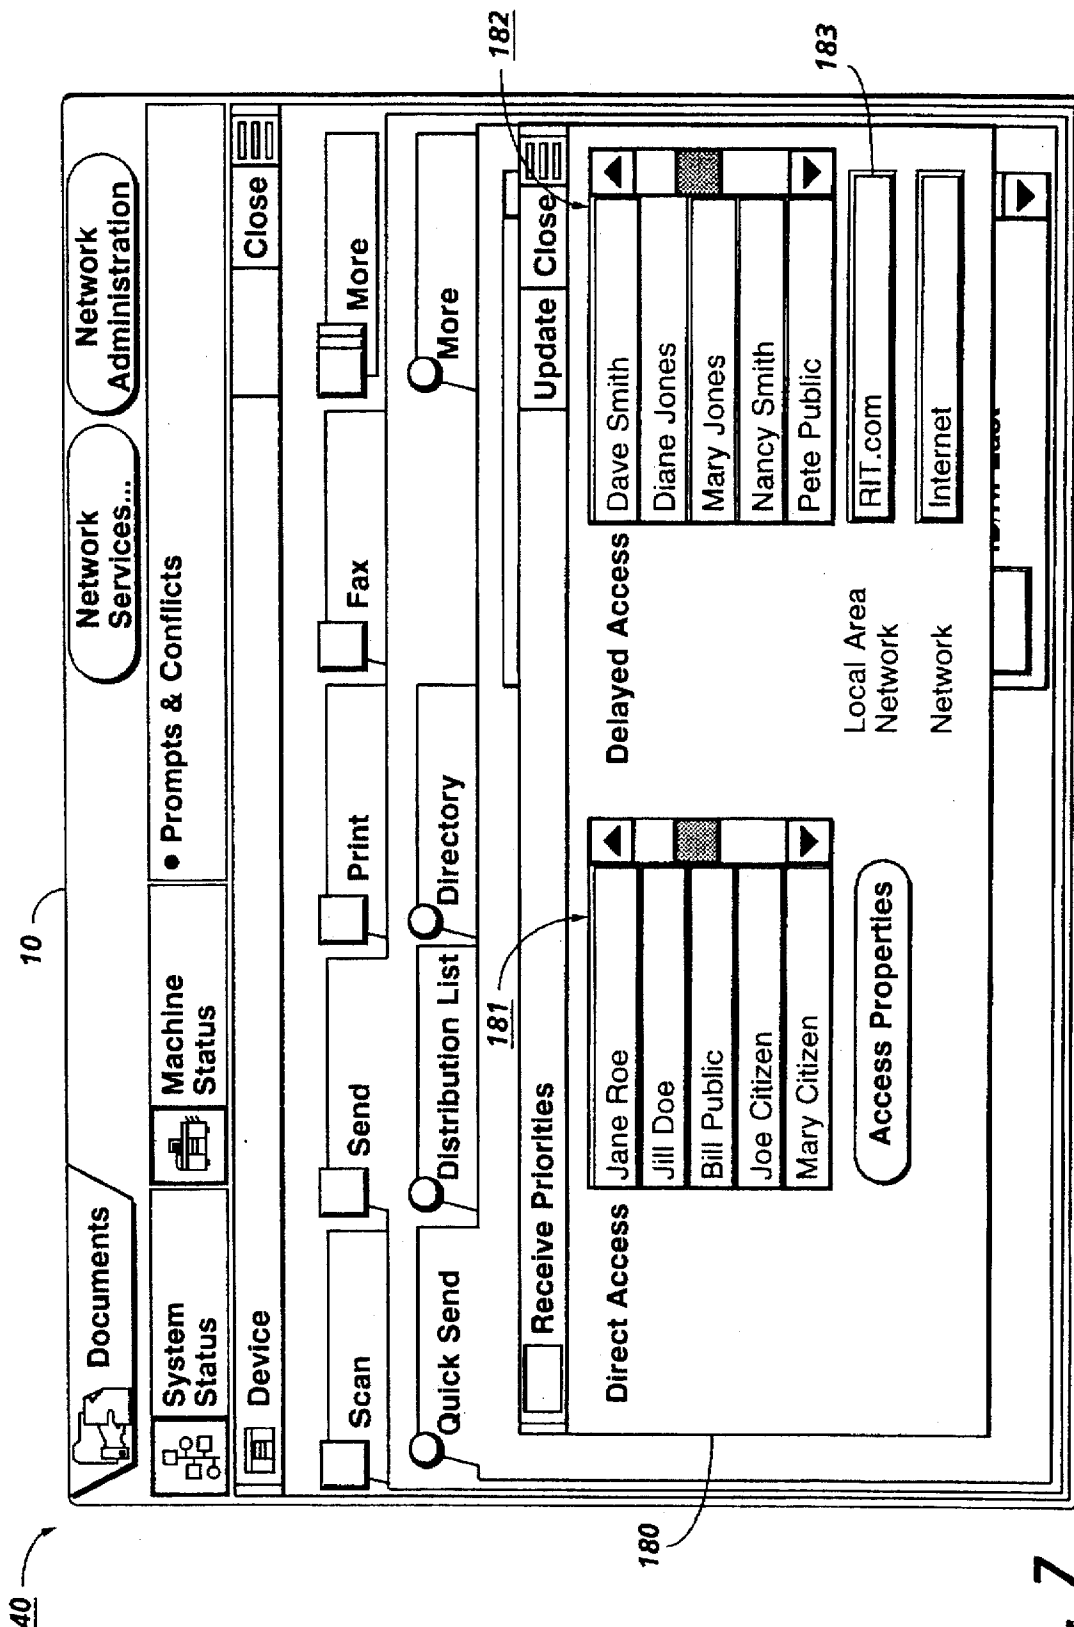 40
10
Documents
Network
Services...
Network
Administration
System
Status
Machine
Status
• Prompts & Conflicts
Device
Close
Scan
Send
Print
Fax
More
Quick Send
Distribution List
Directory
More
Receive Priorities
Update
Close
181
182
Direct Access
Jane Roe
Jill Doe
Bill Public
Joe Citizen
Mary Citizen
Access Properties
Delayed Access
Dave Smith
Diane Jones
Mary Jones
Nancy Smith
Pete Public
Local Area
Network
RIT.com
183
Network
Internet
180
7